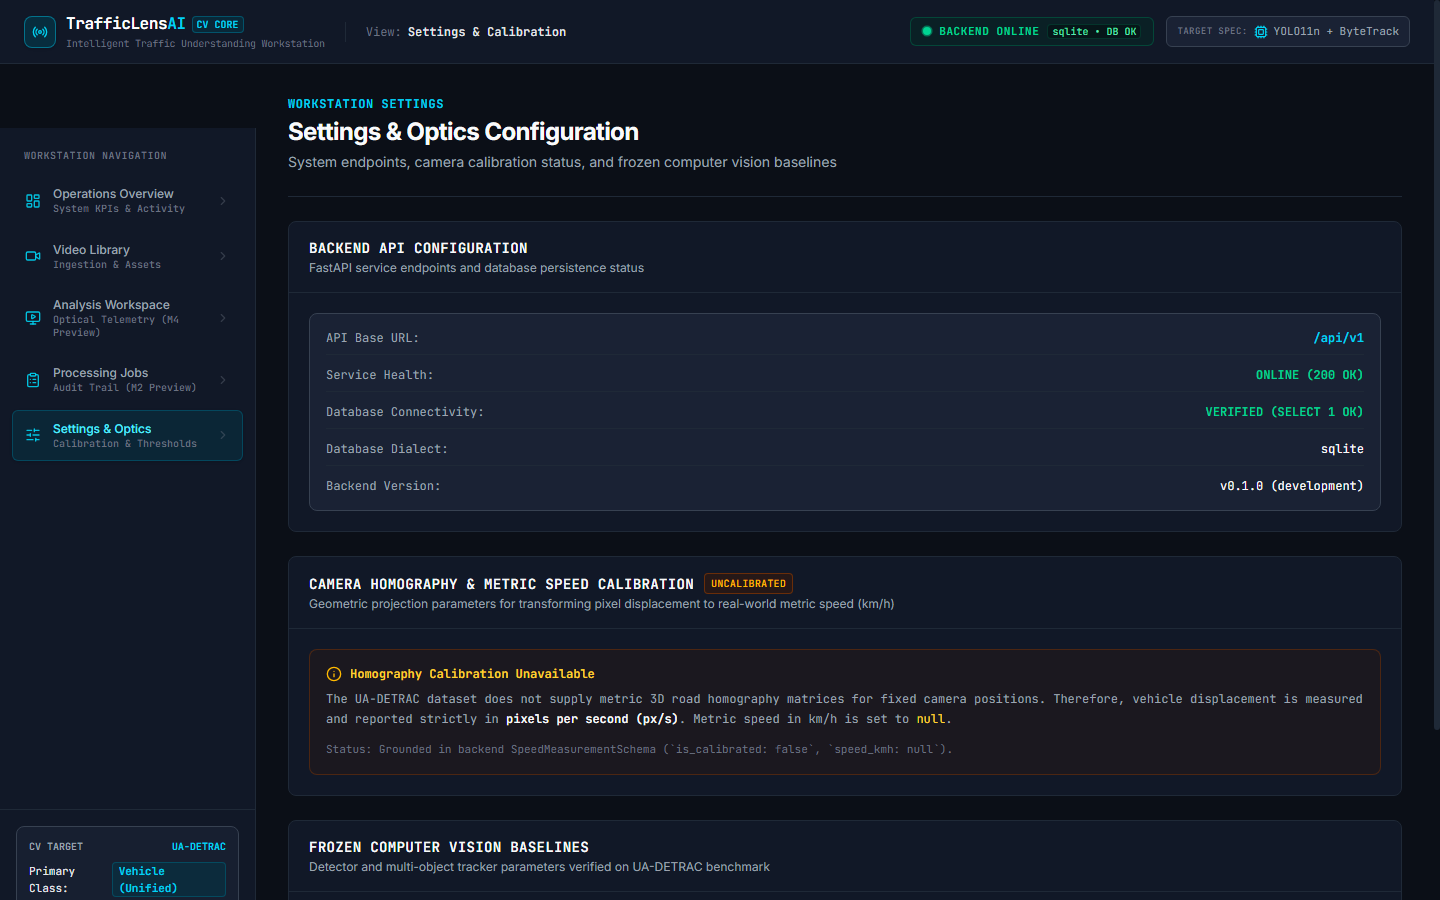 TrafficLensAI CV CORE
Intelligent Traffic Understanding Workstation
View: Settings & Calibration
BACKEND ONLINE sqlite • DB OK
TARGET SPEC: YOLO11n + ByteTrack
WORKSTATION NAVIGATION
Operations Overview
System KPIs & Activity
Video Library
Ingestion & Assets
Analysis Workspace
Optical Telemetry (M4
Preview)
Processing Jobs
Audit Trail (M2 Preview)
Settings & Optics
Calibration & Thresholds
CV TARGET UA-DETRAC
Primary
Class:
Vehicle
(Unified)
WORKSTATION SETTINGS
Settings & Optics Configuration
System endpoints, camera calibration status, and frozen computer vision baselines
BACKEND API CONFIGURATION
FastAPI service endpoints and database persistence status
API Base URL: /api/v1
Service Health: ONLINE (200 OK)
Database Connectivity: VERIFIED (SELECT 1 OK)
Database Dialect: sqlite
Backend Version: v0.1.0 (development)
CAMERA HOMOGRAPHY & METRIC SPEED CALIBRATION UNCALIBRATED
Geometric projection parameters for transforming pixel displacement to real-world metric speed (km/h)
Homography Calibration Unavailable
The UA-DETRAC dataset does not supply metric 3D road homography matrices for fixed camera positions. Therefore, vehicle displacement is measured
and reported strictly in pixels per second (px/s). Metric speed in km/h is set to null.
Status: Grounded in backend SpeedMeasurementSchema (`is_calibrated: false`, `speed_kmh: null`).
FROZEN COMPUTER VISION BASELINES
Detector and multi-object tracker parameters verified on UA-DETRAC benchmark